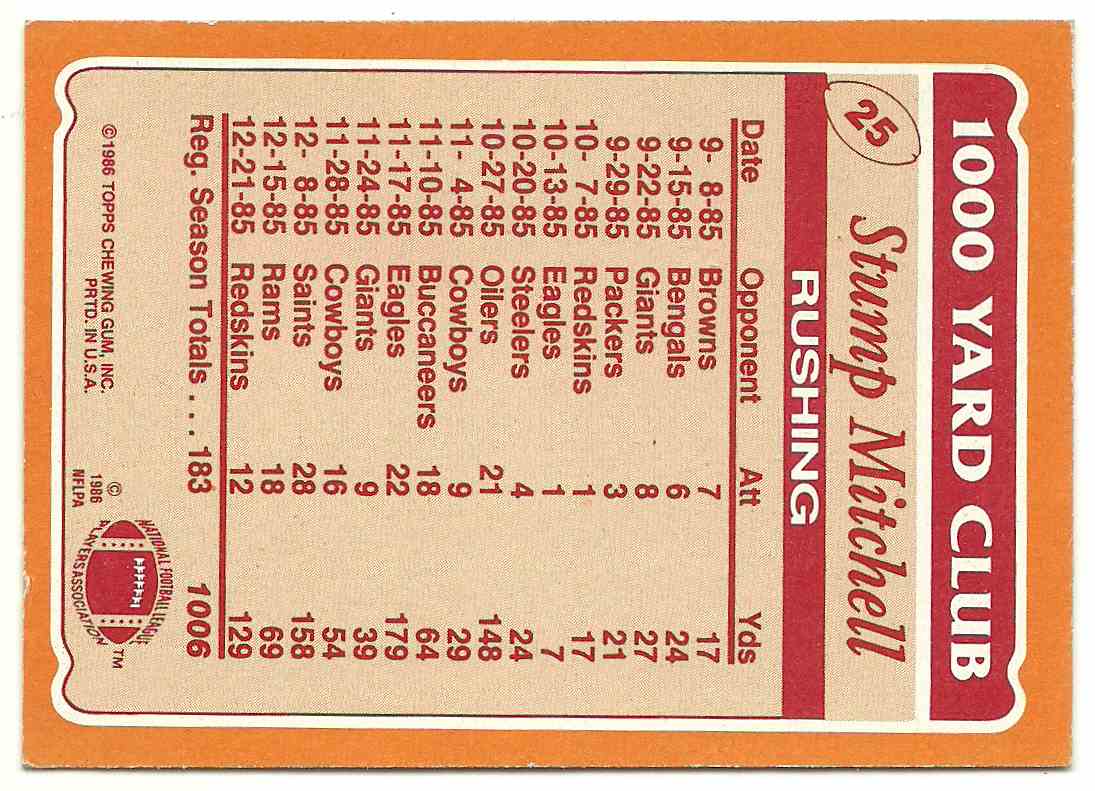 1000 YARD CLUB
25 Stump Mitchell
RUSHING
Date Opponent Att Yds
9- 8-85 Browns 7 17
9-15-85 Bengals 6 24
9-22-85 Giants 8 27
9-29-85 Packers 3 21
10- 7-85 Redskins 1 17
10-13-85 Eagles 1 7
10-20-85 Steelers 4 24
10-27-85 Oilers 21 148
11- 4-85 Cowboys 9 29
11-10-85 Buccaneers 18 64
11-17-85 Eagles 22 179
11-24-85 Giants 9 39
11-28-85 Cowboys 16 54
12- 8-85 Saints 28 158
12-15-85 Rams 18 69
12-21-85 Redskins 12 129
Reg. Season Totals . . . 183 1006
©1986 TOPPS CHEWING GUM, INC.
PRTD. IN U.S.A.
©
1986
NFLPA
NATIONAL FOOTBALL LEAGUE
PLAYERS ASSOCIATION
TM